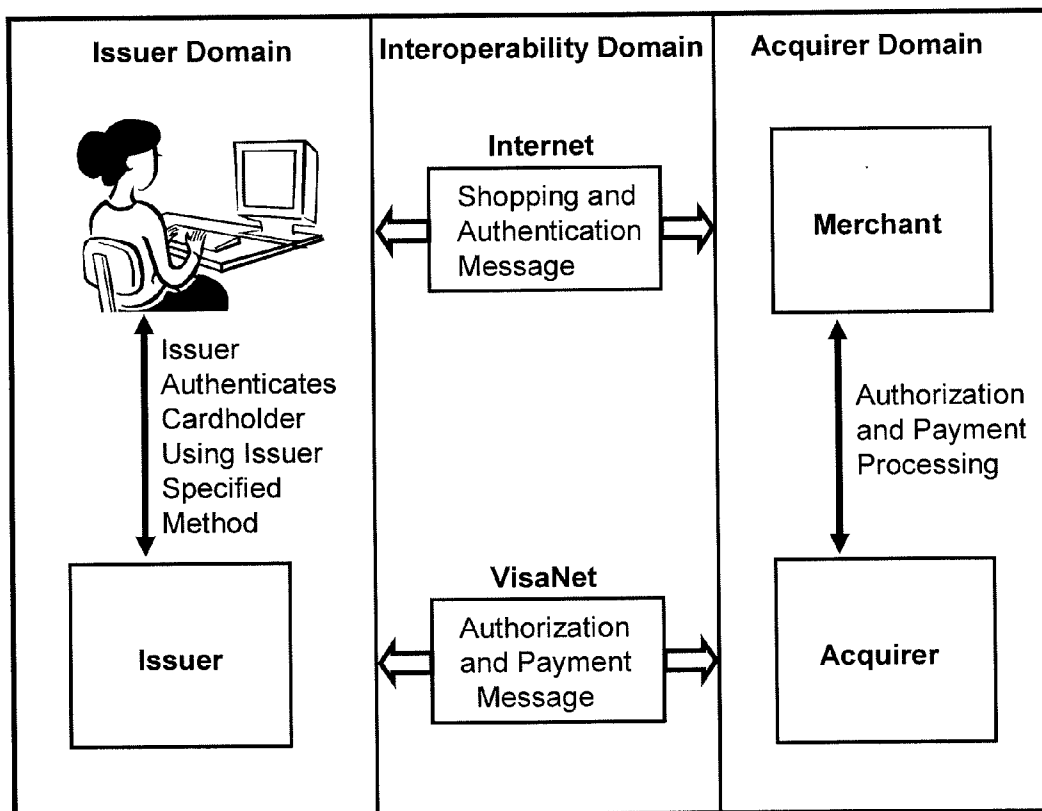 Issuer Domain
Interoperability Domain
Acquirer Domain
Internet
Shopping and
Authentication
Message
Merchant
Issuer
Authenticates
Cardholder
Using Issuer
Specified
Method
Authorization
and Payment
Processing
VisaNet
Issuer
Authorization
and Payment
Message
Acquirer